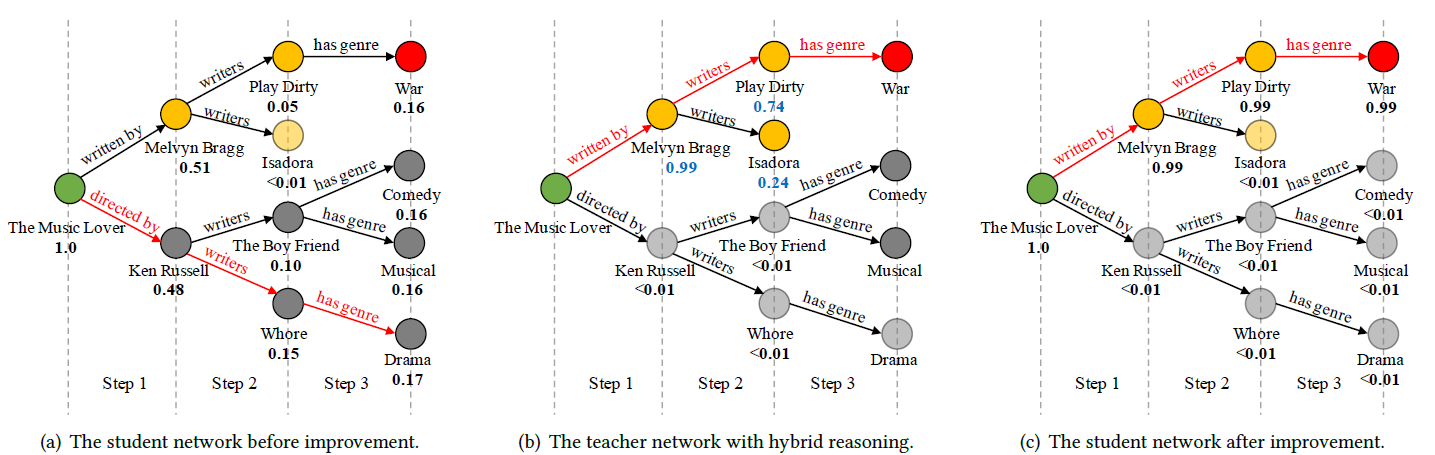 has genre
writers
Play Dirty
0.05
War
0.16
written by
writers
Melvyn Bragg
0.51
Isadora
<0.01
has genre
Comedy
0.16
directed by
The Music Lover
1.0
writers
has genre
The Boy Friend
0.10
Ken Russell
0.48
writers
Musical
0.16
has genre
Whore
0.15
Drama
0.17
Step 1
Step 2
Step 3
(a) The student network before improvement.
has genre
writers
Play Dirty
0.74
War
written by
writers
Melvyn Bragg
0.99
Isadora
0.24
has genre
Comedy
directed by
The Music Lover
writers
has genre
The Boy Friend
<0.01
Ken Russell
<0.01
writers
Musical
has genre
Whore
<0.01
Drama
Step 1
Step 2
Step 3
(b) The teacher network with hybrid reasoning.
has genre
writers
Play Dirty
0.99
War
0.99
written by
writers
Melvyn Bragg
0.99
Isadora
<0.01
has genre
Comedy
<0.01
directed by
The Music Lover
1.0
writers
has genre
The Boy Friend
<0.01
Ken Russell
<0.01
writers
Musical
<0.01
has genre
Whore
<0.01
Drama
<0.01
Step 1
Step 2
Step 3
(c) The student network after improvement.